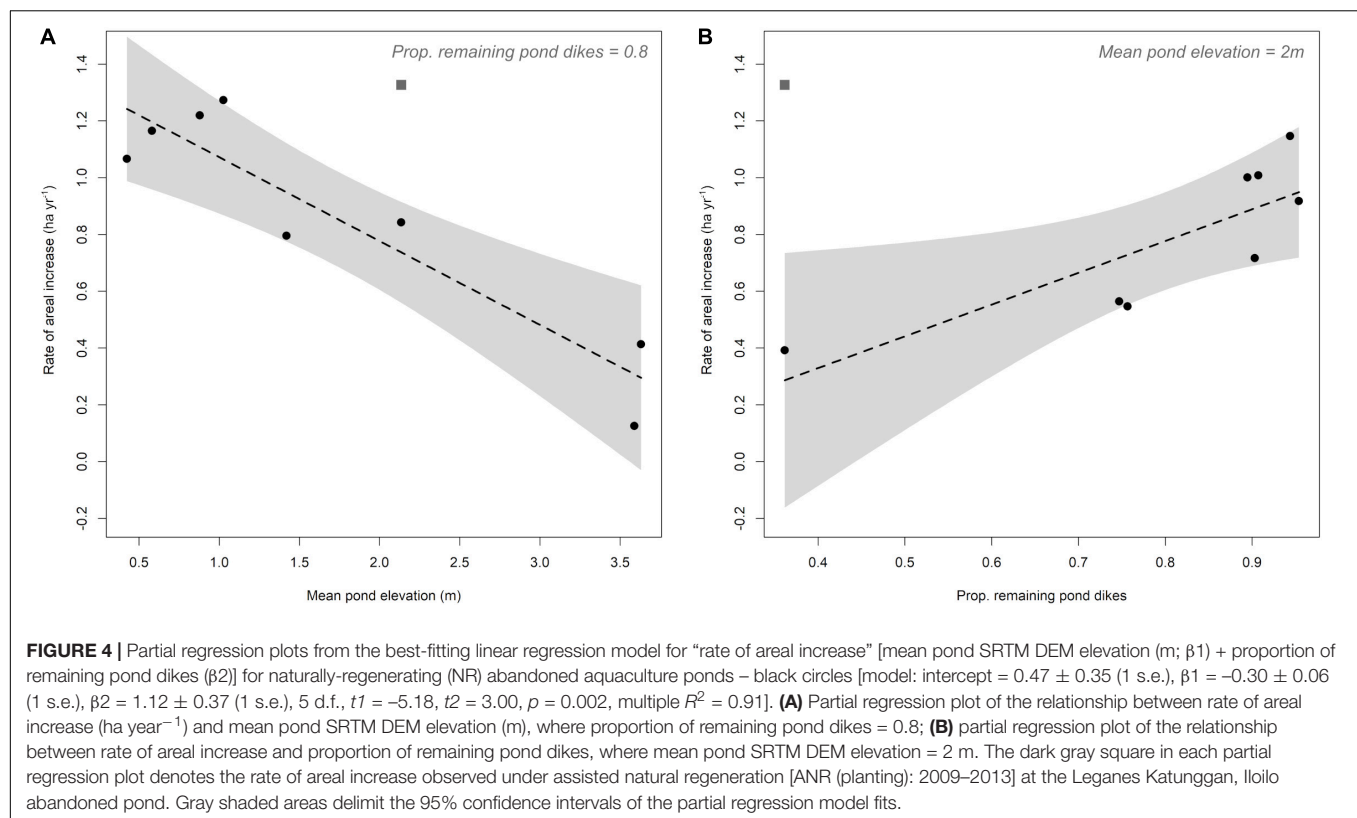 A
Prop. remaining pond dikes = 0.8
Rate of areal increase (ha yr⁻¹)
1.4
1.2
1.0
0.8
0.6
0.4
0.2
0.0
-0.2
0.5 1.0 1.5 2.0 2.5 3.0 3.5
Mean pond elevation (m)
B
Mean pond elevation = 2m
Rate of areal increase (ha yr⁻¹)
1.4
1.2
1.0
0.8
0.6
0.4
0.2
0.0
-0.2
0.4 0.5 0.6 0.7 0.8 0.9
Prop. remaining pond dikes
FIGURE 4 | Partial regression plots from the best-fitting linear regression model for “rate of areal increase” [mean pond SRTM DEM elevation (m; β1) + proportion of
remaining pond dikes (β2)] for naturally-regenerating (NR) abandoned aquaculture ponds – black circles [model: intercept = 0.47 ± 0.35 (1 s.e.), β1 = –0.30 ± 0.06
(1 s.e.), β2 = 1.12 ± 0.37 (1 s.e.), 5 d.f., t1 = –5.18, t2 = 3.00, p = 0.002, multiple R² = 0.91]. (A) Partial regression plot of the relationship between rate of areal
increase (ha year⁻¹) and mean pond SRTM DEM elevation (m), where proportion of remaining pond dikes = 0.8; (B) partial regression plot of the relationship
between rate of areal increase and proportion of remaining pond dikes, where mean pond SRTM DEM elevation = 2 m. The dark gray square in each partial
regression plot denotes the rate of areal increase observed under assisted natural regeneration [ANR (planting): 2009–2013] at the Leganes Katunggan, Iloilo
abandoned pond. Gray shaded areas delimit the 95% confidence intervals of the partial regression model fits.